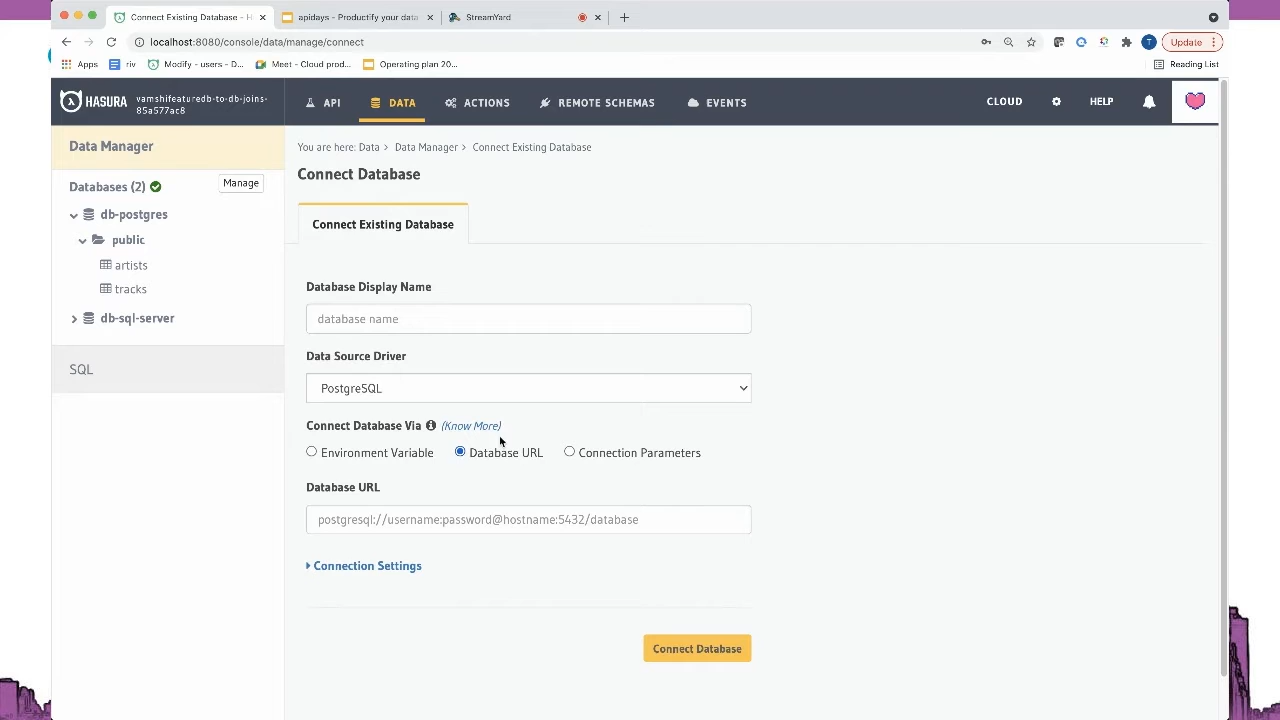 Connect Existing Database - H
apidays - Productify your data
StreamYard
localhost:8080/console/data/manage/connect
T
Update
Apps
riv
Modify - users - D...
Meet - Cloud prod...
Operating plan 20...
Reading List
HASURA
vamshifeaturedb-to-db-joins-
85a577ac8
API
DATA
ACTIONS
REMOTE SCHEMAS
EVENTS
CLOUD
HELP
Data Manager
Databases (2)
Manage
db-postgres
public
artists
tracks
db-sql-server
SQL
You are here: Data > Data Manager > Connect Existing Database
Connect Database
Connect Existing Database
Database Display Name
database name
Data Source Driver
PostgreSQL
Connect Database Via (Know More)
Environment Variable Database URL Connection Parameters
Database URL
postgresql://username:password@hostname:5432/database
Connection Settings
Connect Database